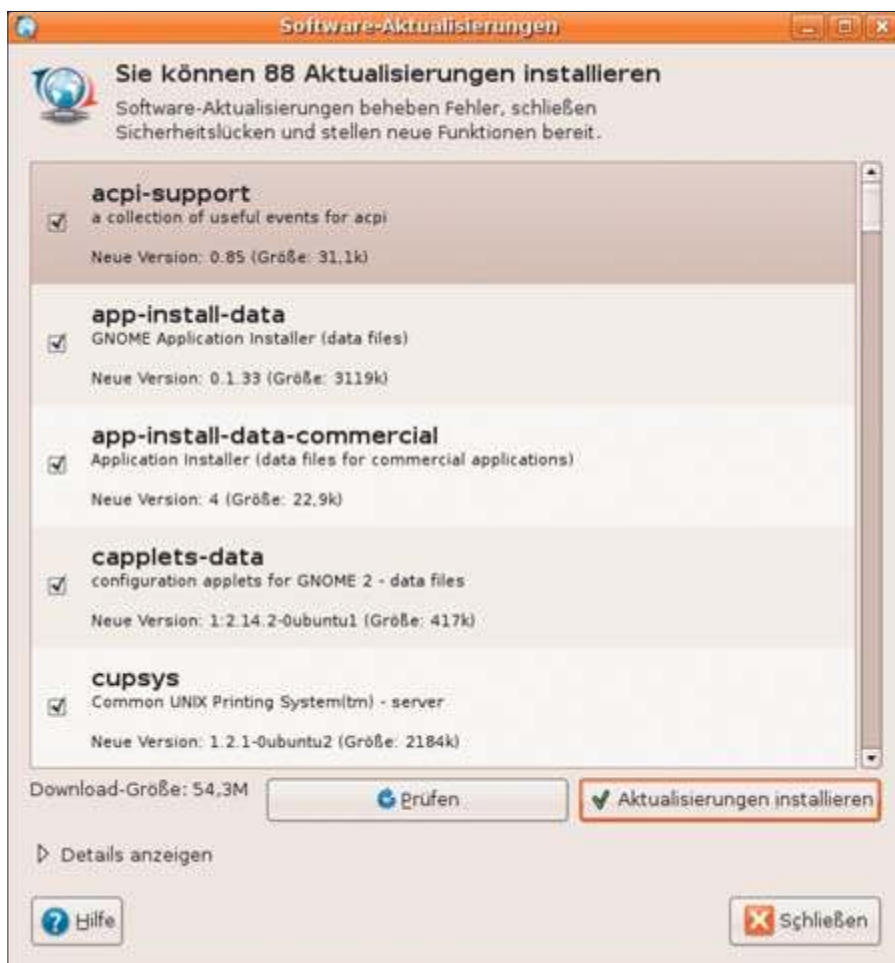 Software-Aktualisierungen
Sie können 88 Aktualisierungen installieren
Software-Aktualisierungen beheben Fehler, schließen
Sicherheitslücken und stellen neue Funktionen bereit.
acpi-support
a collection of useful events for acpi
Neue Version: 0.85 (Größe: 31,1k)
app-install-data
GNOME Application Installer (data files)
Neue Version: 0.1.33 (Größe: 3119k)
app-install-data-commercial
Application Installer (data files for commercial applications)
Neue Version: 4 (Größe: 22,9k)
capplets-data
configuration applets for GNOME 2 - data files
Neue Version: 1:2.14.2-0ubuntu1 (Größe: 417k)
cupsys
Common UNIX Printing System(tm) - server
Neue Version: 1.2.1-0ubuntu2 (Größe: 2184k)
Download-Größe: 54,3M
Prüfen
Aktualisierungen installieren
Details anzeigen
Hilfe
Schließen